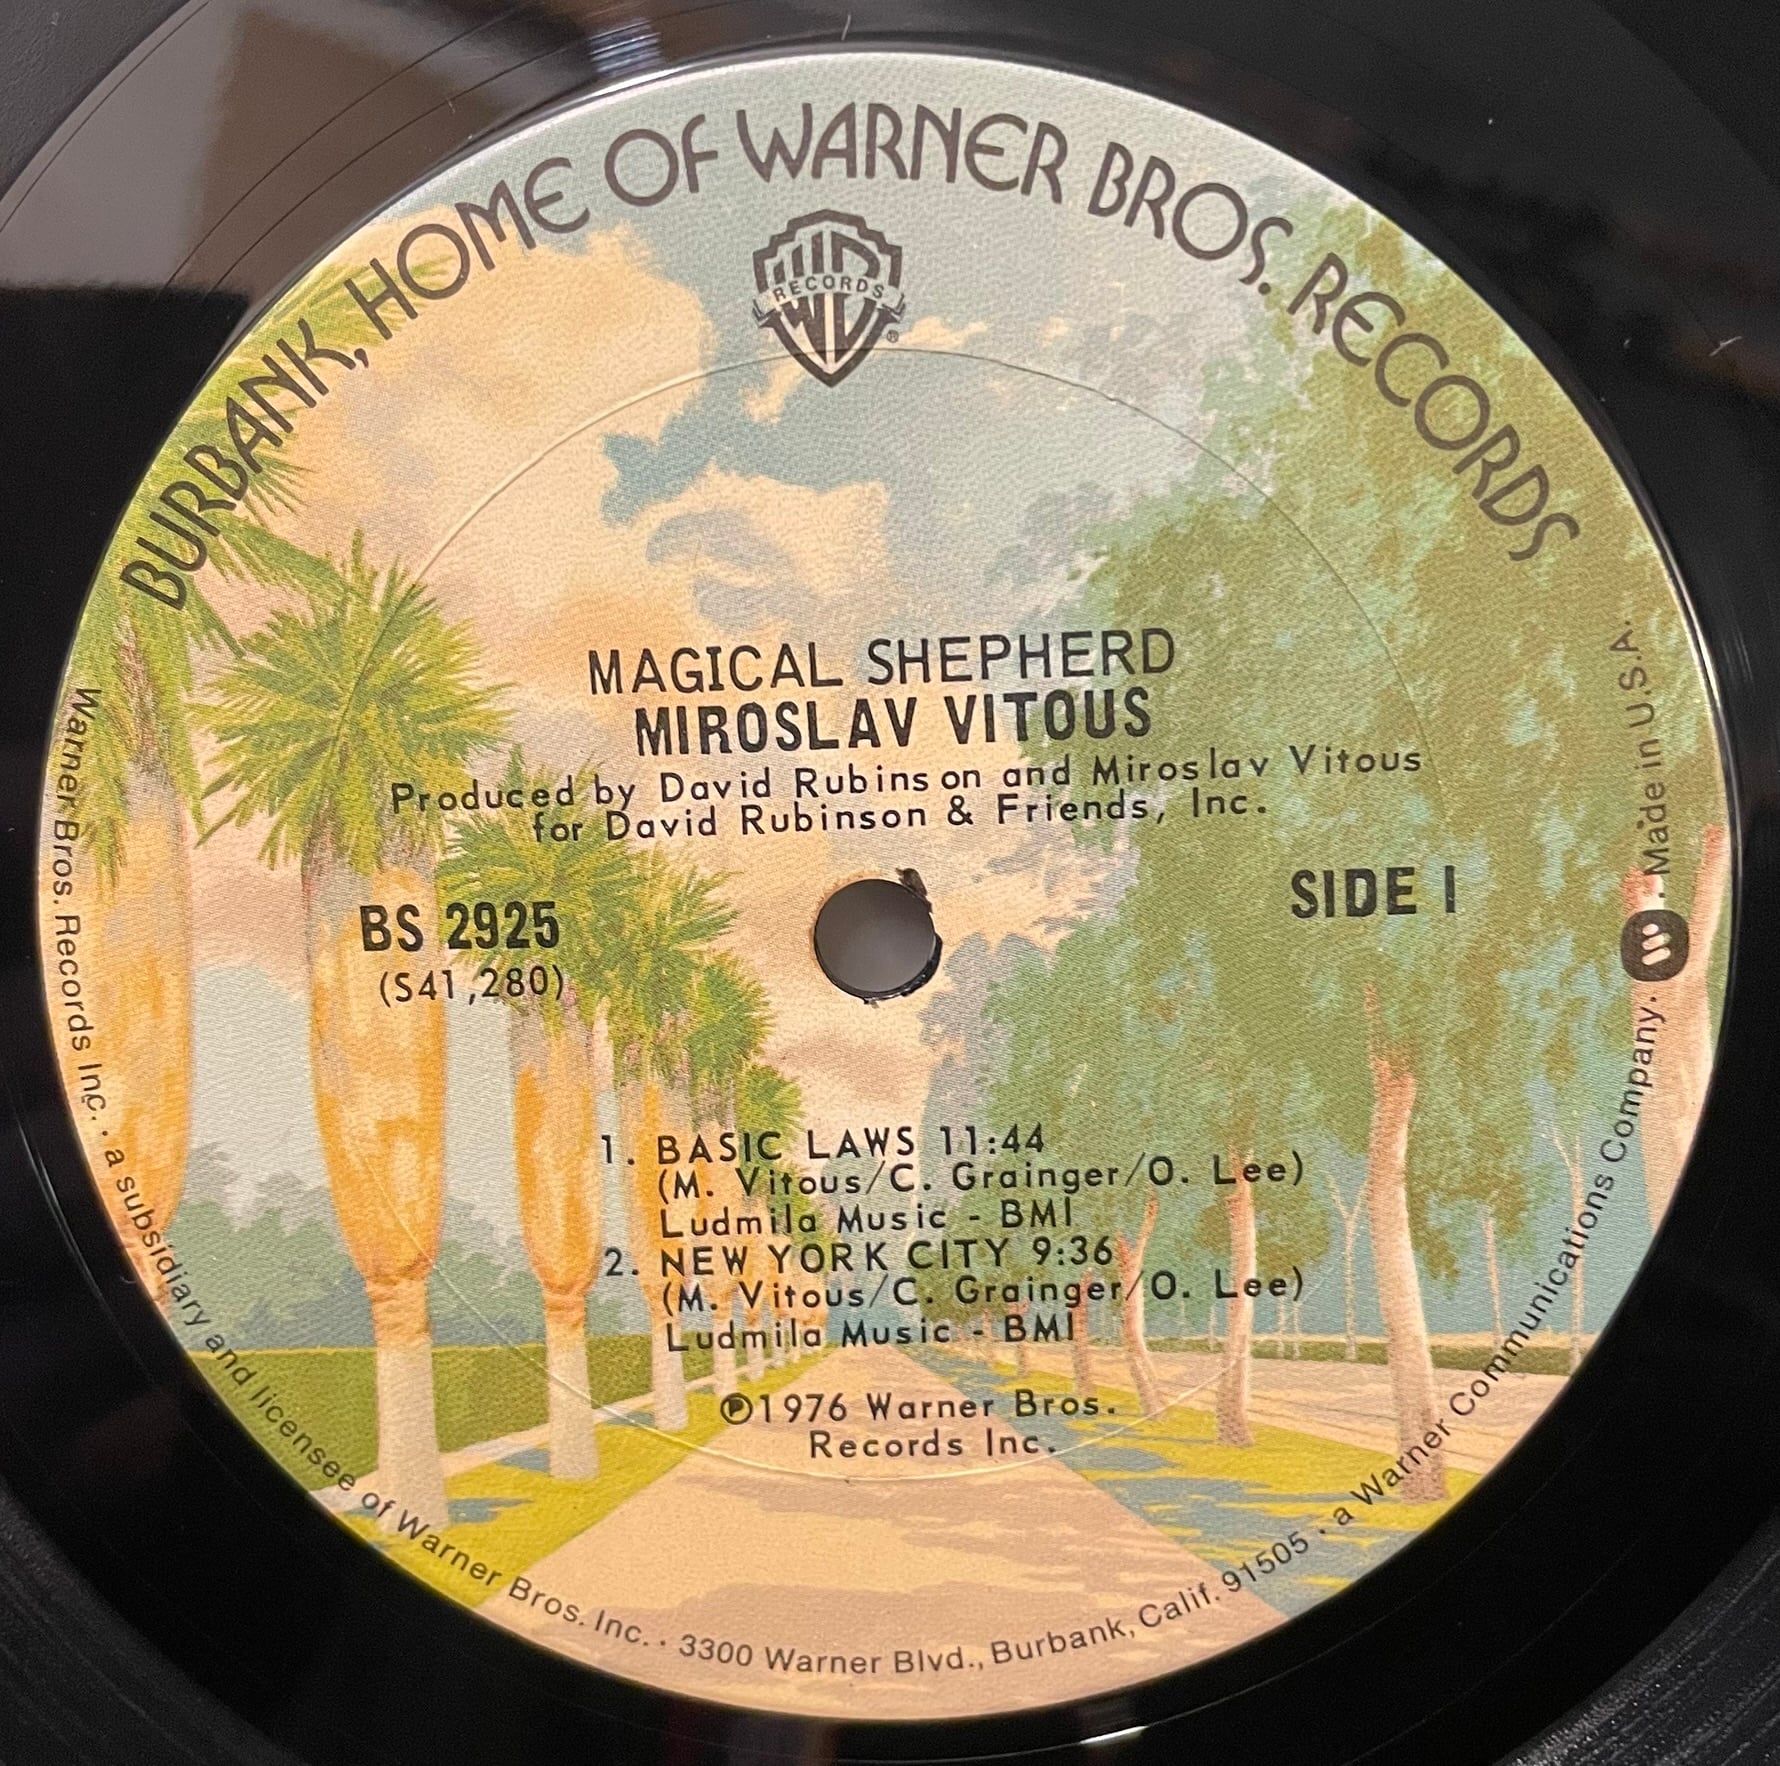 BURBANK, HOME OF WARNER BROS. RECORDS
RECORDS
®
MAGICAL SHEPHERD
MIROSLAV VITOUS
Produced by David Rubinson and Miroslav Vitous
for David Rubinson & Friends, Inc.
BS 2925
(S41,280)
SIDE I
1. BASIC LAWS 11:44
(M. Vitous/C. Grainger/O. Lee)
Ludmila Music - BMI
2. NEW YORK CITY 9:36
(M. Vitous/C. Grainger/O. Lee)
Ludmila Music - BMI
℗1976 Warner Bros.
Records Inc.
Warner Bros. Records Inc. · a subsidiary and licensee of Warner Bros. Inc. · 3300 Warner Blvd., Burbank, Calif. 91505 · a Warner Communications Company. · Made in U.S.A.